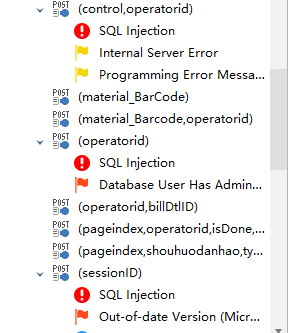 POST (control,operatorid)
SQL Injection
Internal Server Error
Programming Error Messa...
POST (material_BarCode)
POST (material_Barcode,operatorid)
POST (operatorid)
SQL Injection
Database User Has Admin...
POST (operatorid,billDtlID)
POST (pageindex,operatorid,isDone,...
POST (pageindex,shouhuodanhao,ty...
POST (sessionID)
SQL Injection
Out-of-date Version (Micr...